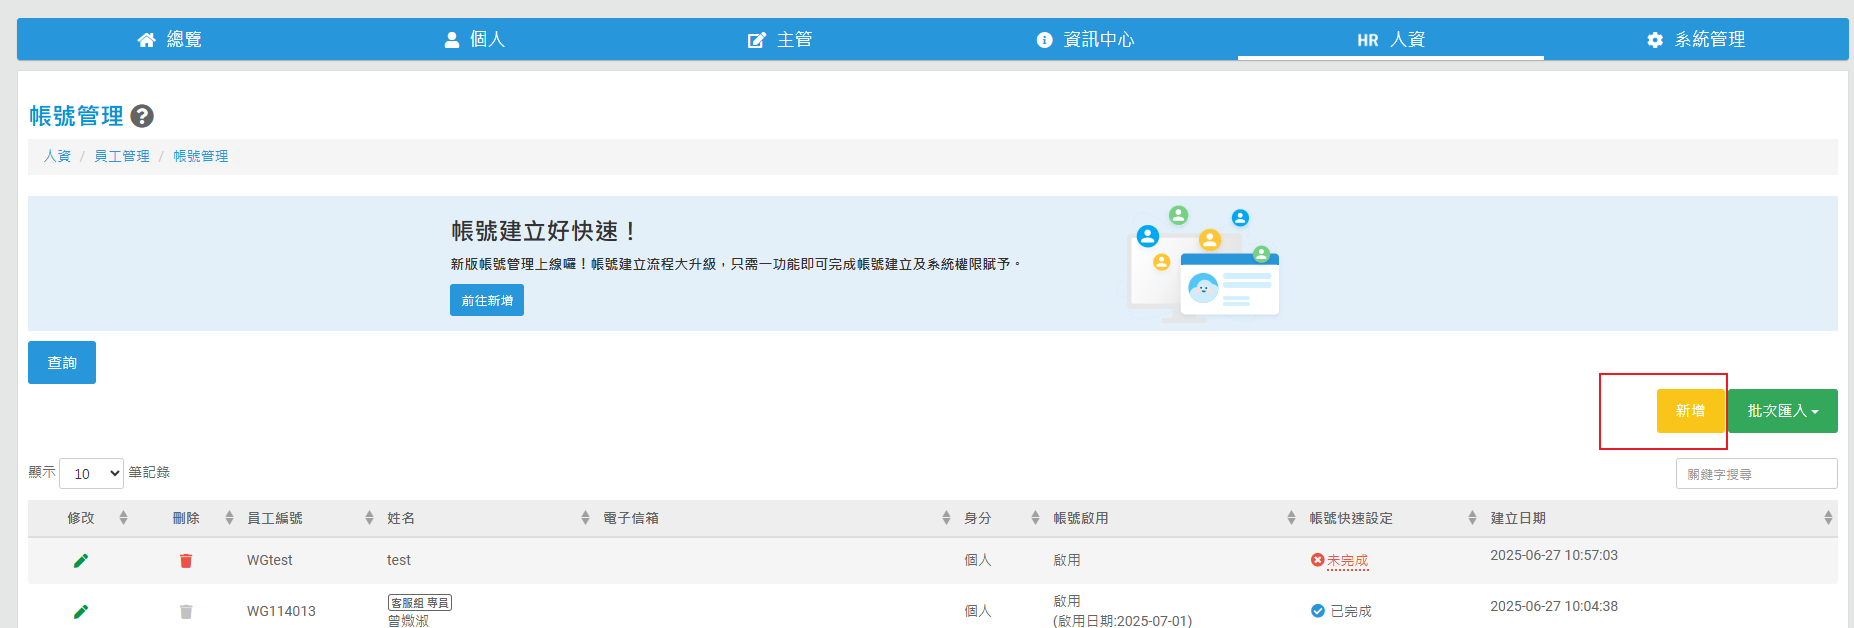 總覽 個人 主管 資訊中心 HR 人資 系統管理
帳號管理 ?
人資 / 員工管理 / 帳號管理
帳號建立好快速！
新版帳號管理上線囉！帳號建立流程大升級，只需一功能即可完成帳號建立及系統權限賦予。
前往新增
查詢
新增 批次匯入
顯示 10 筆記錄 關鍵字搜尋
修改 刪除 員工編號 姓名 電子信箱 身分 帳號啟用 帳號快速設定 建立日期
WGtest test 個人 啟用 未完成 2025-06-27 10:57:03
WG114013 客服組 專員 個人 啟用 已完成 2025-06-27 10:04:38
曾媺淑 (啟用日期:2025-07-01)